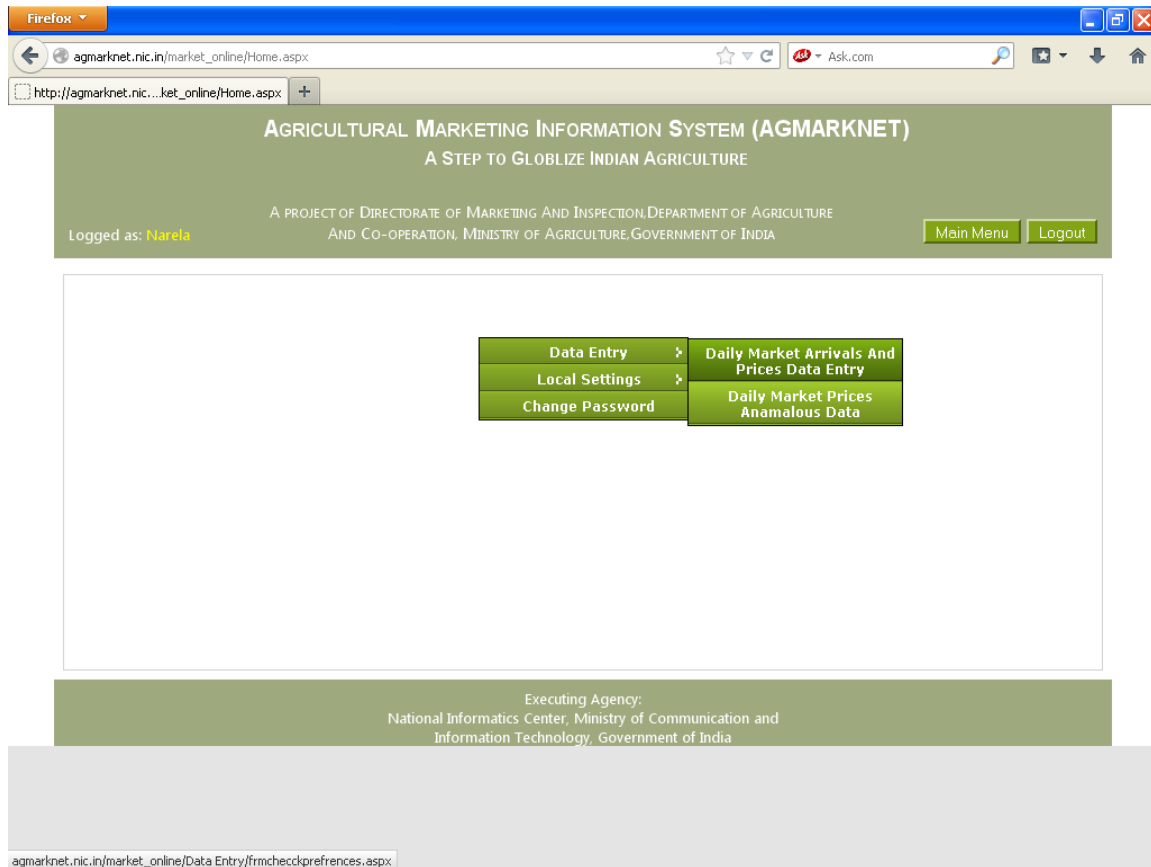 Firefox
agmarknet.nic.in/market_online/Home.aspx
Ask.com
http://agmarknet.nic....ket_online/Home.aspx
AGRICULTURAL MARKETING INFORMATION SYSTEM (AGMARKNET)
A STEP TO GLOBLIZE INDIAN AGRICULTURE
A PROJECT OF DIRECTORATE OF MARKETING AND INSPECTION,DEPARTMENT OF AGRICULTURE
AND CO-OPERATION, MINISTRY OF AGRICULTURE,GOVERNMENT OF INDIA
Logged as: Narela
Main Menu
Logout
Data Entry
Local Settings
Change Password
Daily Market Arrivals And
Prices Data Entry
Daily Market Prices
Anamalous Data
Executing Agency:
National Informatics Center, Ministry of Communication and
Information Technology, Government of India
agmarknet.nic.in/market_online/Data Entry/frmchecckprefrences.aspx